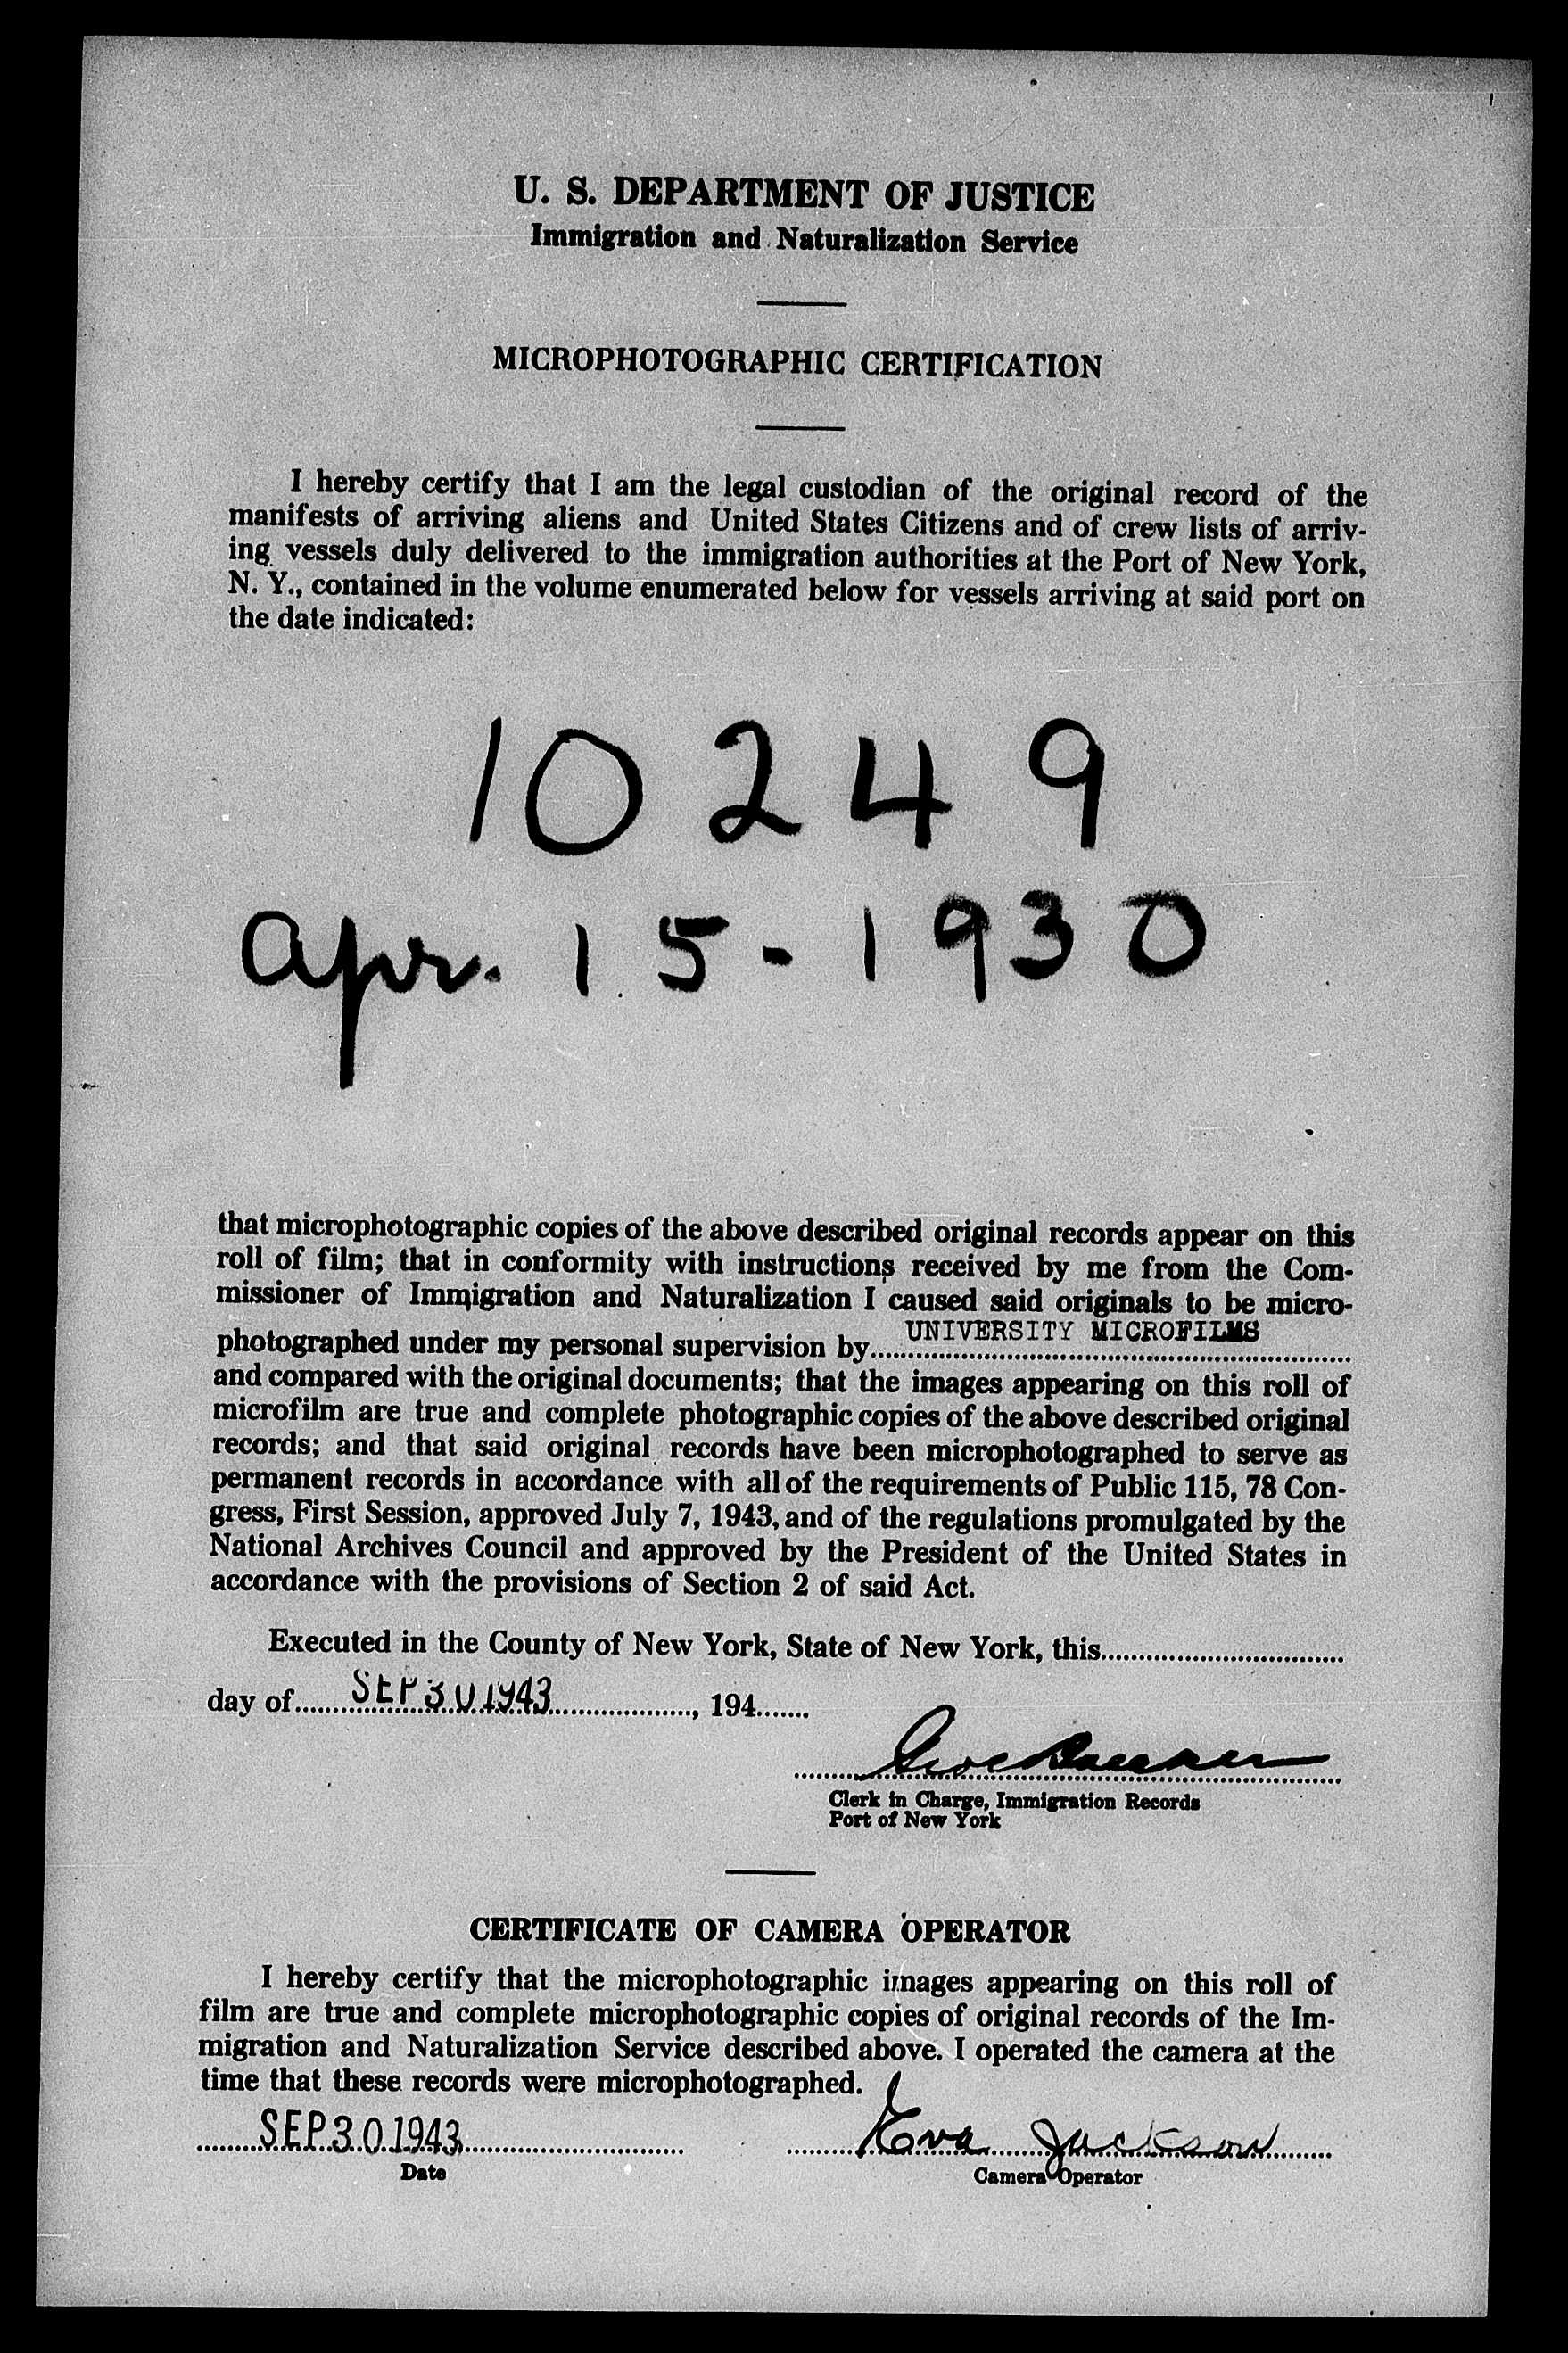 U. S. DEPARTMENT OF JUSTICE
Immigration and Naturalization Service
MICROPHOTOGRAPHIC CERTIFICATION
I hereby certify that I am the legal custodian of the original record of the
manifests of arriving aliens and United States Citizens and of crew lists of arriv-
ing vessels duly delivered to the immigration authorities at the Port of New York,
N. Y., contained in the volume enumerated below for vessels arriving at said port on
the date indicated:
10249
Apr. 15-1930
that microphotographic copies of the above described original records appear on this
roll of film; that in conformity with instructions received by me from the Com-
missioner of Immigration and Naturalization I caused said originals to be micro-
photographed under my personal supervision by UNIVERSITY MICROFILMS
and compared with the original documents; that the images appearing on this roll of
microfilm are true and complete photographic copies of the above described original
records; and that said original records have been microphotographed to serve as
permanent records in accordance with all of the requirements of Public 115, 78 Con-
gress, First Session, approved July 7, 1943, and of the regulations promulgated by the
National Archives Council and approved by the President of the United States in
accordance with the provisions of Section 2 of said Act.
Executed in the County of New York, State of New York, this
day of SEP 30 1943, 194
Clerk in Charge, Immigration Records
Port of New York
CERTIFICATE OF CAMERA OPERATOR
I hereby certify that the microphotographic images appearing on this roll of
film are true and complete microphotographic copies of original records of the Im-
migration and Naturalization Service described above. I operated the camera at the
time that these records were microphotographed.
SEP 30 1943 Eva Jackson
Date Camera Operator